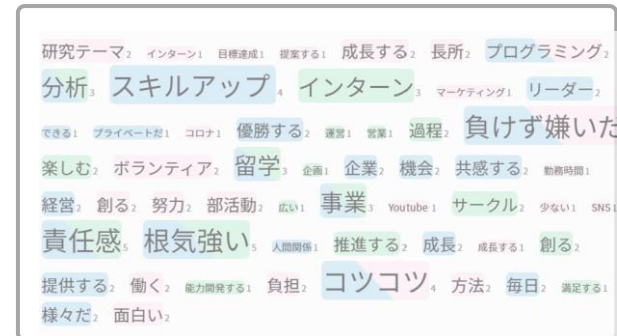 研究テーマ2 インターン1 目標達成1 提案する1 成長する2 長所2 プログラミング2
分析3 スキルアップ4 インターン3 マーケティング1 リーダー2
できる1 プライベートだ1 コロナ1 優勝する2 運営1 営業1 過程2 負けず嫌いた
楽しむ2 ボランティア2 留学3 企画1 企業2 機会2 共感する2 勤務時間1
経営2 創る2 努力2 部活動2 広い1 事業3 Youtube1 サークル2 少ない1 SNS1
責任感5 根気強い5 人間関係1 推進する2 成長2 成長する1 創る2
提供する2 働く2 能力開発する1 負担2 コツコツ4 方法2 毎日2 満足する1
様々だ2 面白い2